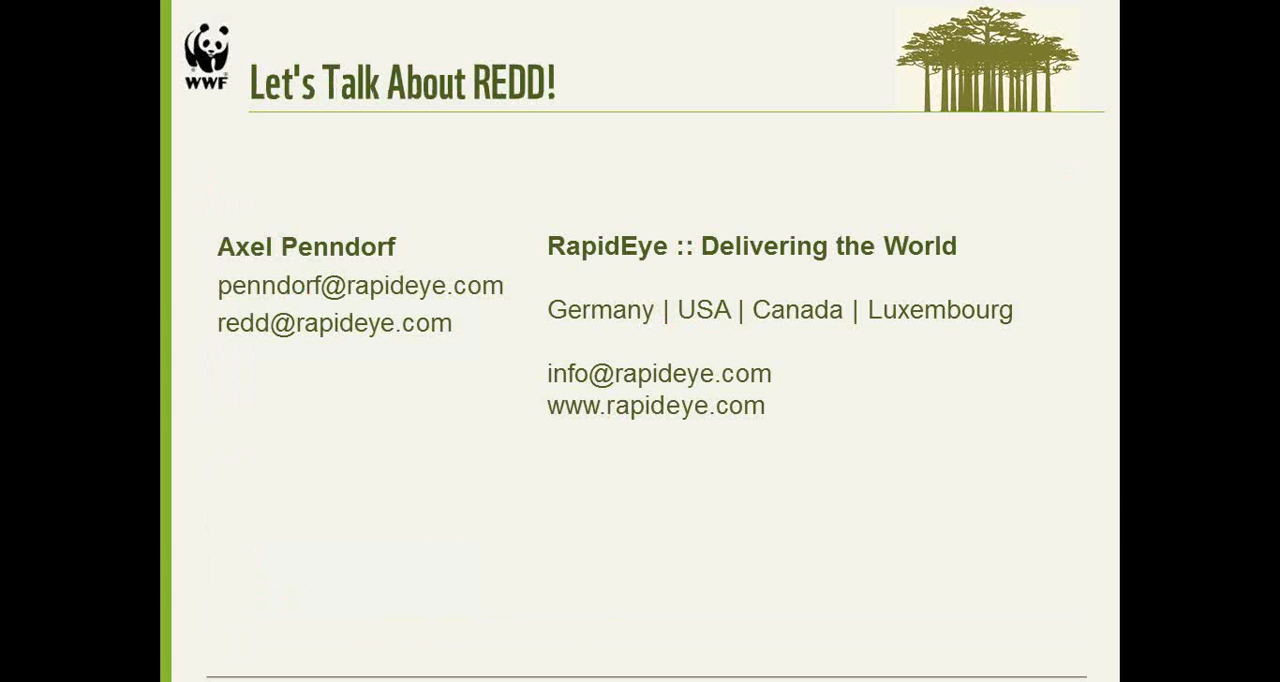 WWF
Let's Talk About REDD!
Axel Penndorf
penndorf@rapideye.com
redd@rapideye.com
RapidEye :: Delivering the World
Germany | USA | Canada | Luxembourg
info@rapideye.com
www.rapideye.com